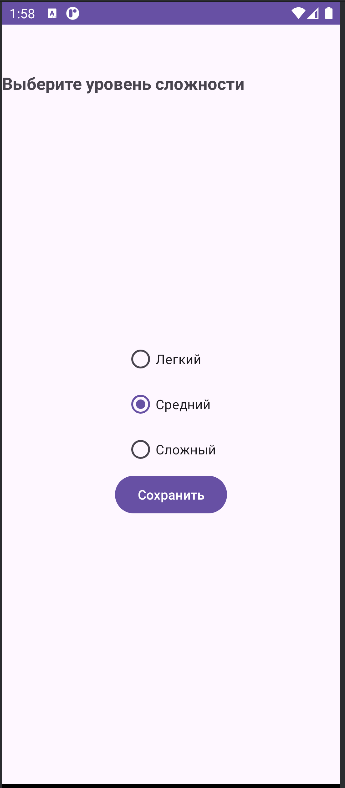 1:58
Выберите уровень сложности
Легкий
Средний
Сложный
Сохранить